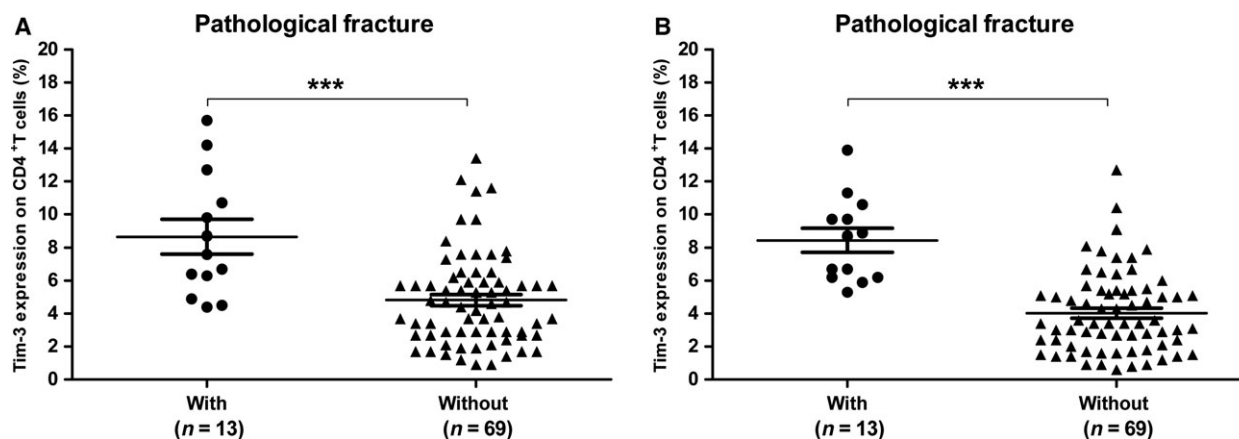 A
Pathological fracture
Tim-3 expression on CD4 +T cells (%)
20
18
16
14
12
10
8
6
4
2
0
***
With
(n = 13)
Without
(n = 69)
B
Pathological fracture
Tim-3 expression on CD4 +T cells (%)
20
18
16
14
12
10
8
6
4
2
0
***
With
(n = 13)
Without
(n = 69)